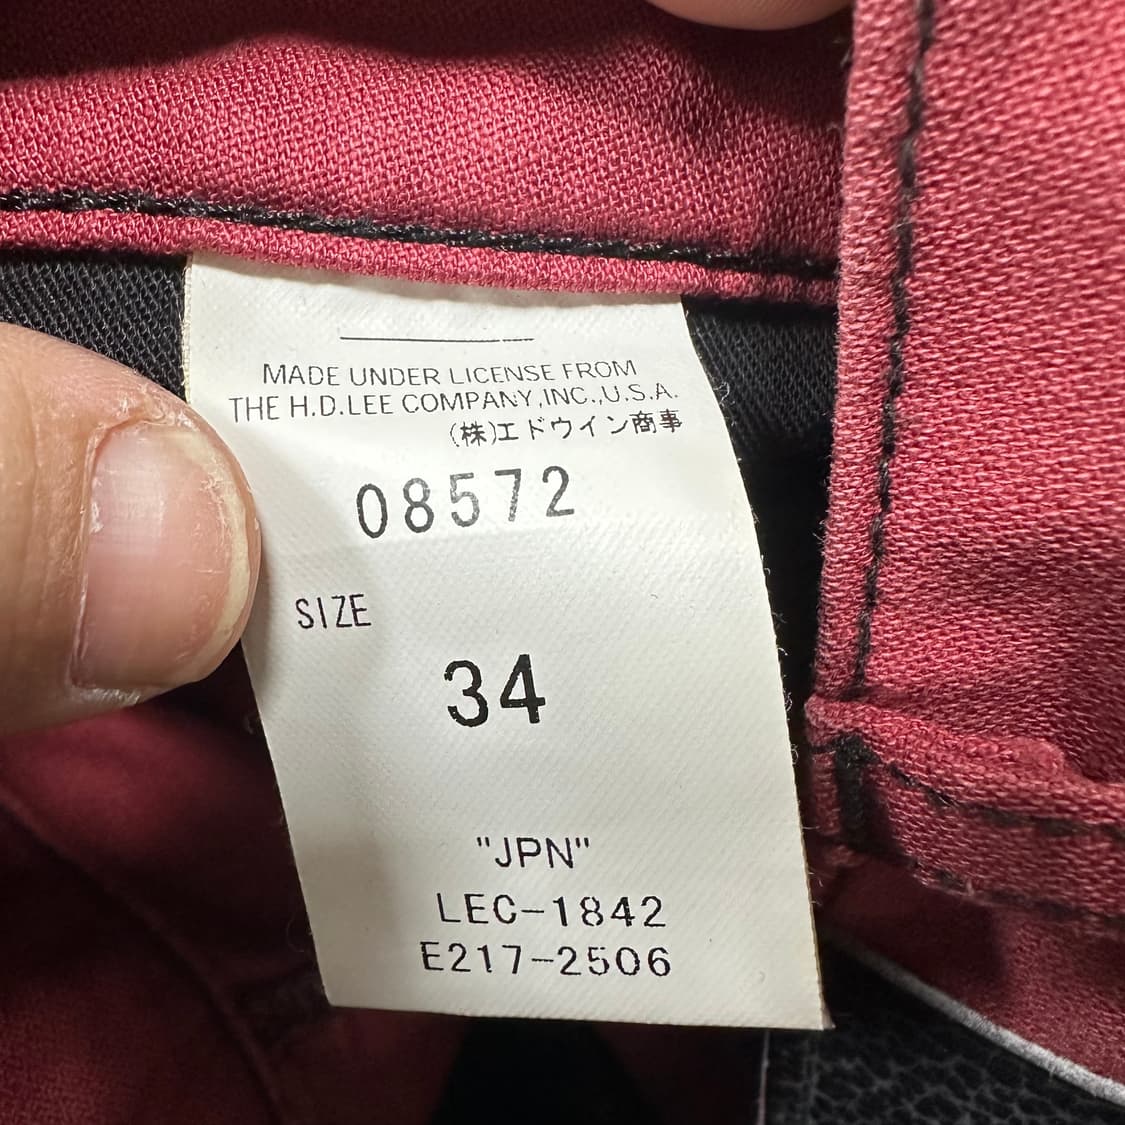 MADE UNDER LICENSE FROM
THE H.D.LEE COMPANY,INC.,U.S.A.
(株)エドウイン商事
08572
SIZE
34
"JPN"
LEC-1842
E217-2506